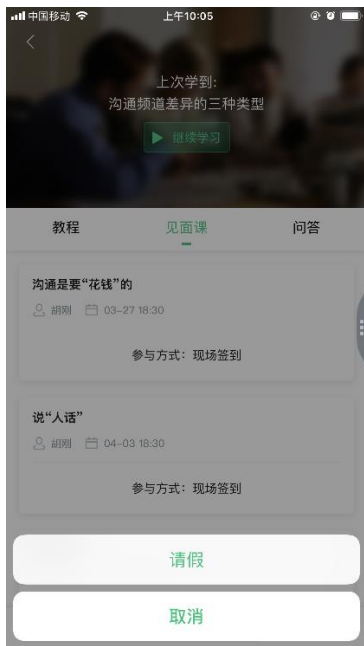 中国移动 上午10:05
上次学到:
沟通频道差异的三种类型
继续学习
教程 见面课 问答
沟通是要“花钱”的
胡刚 03-27 18:30
参与方式：现场签到
说“人话”
胡刚 04-03 18:30
参与方式：现场签到
请假
取消